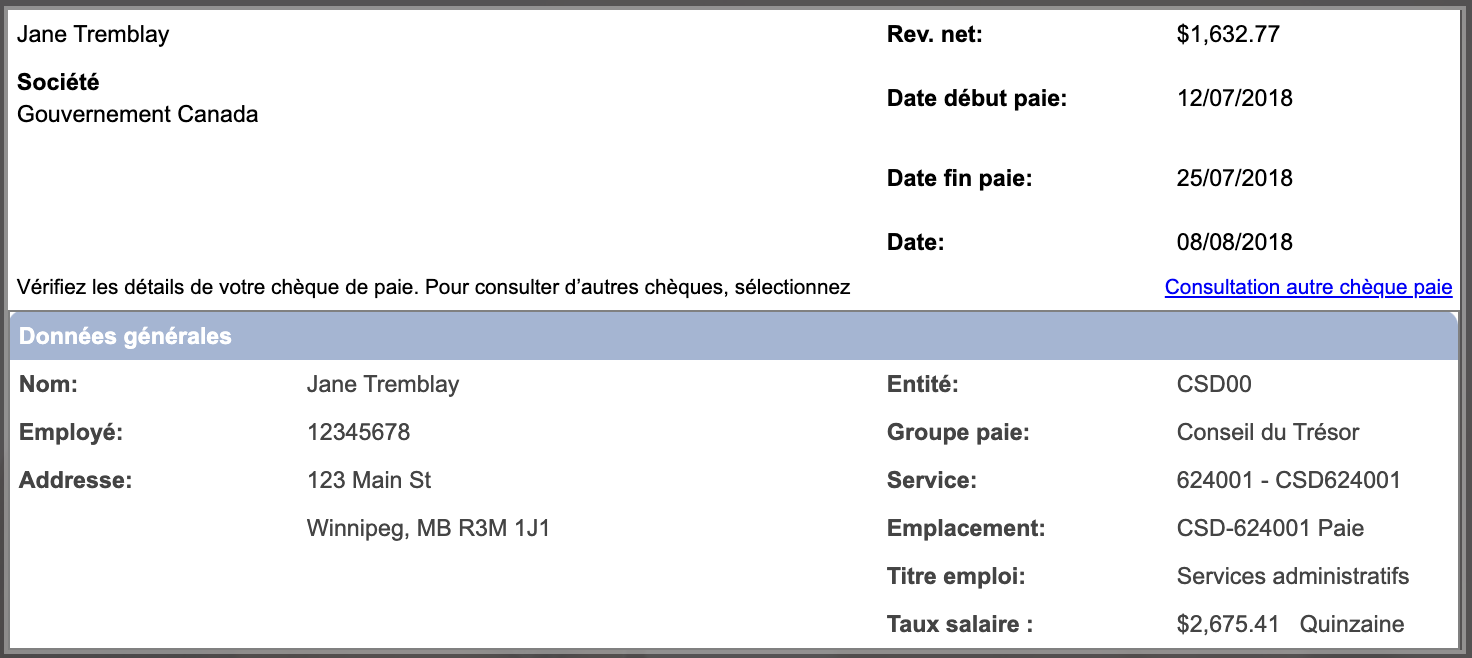 Jane Tremblay
Rev. net: $1,632.77
Société
Gouvernement Canada
Date début paie: 12/07/2018
Date fin paie: 25/07/2018
Date: 08/08/2018
Vérifiez les détails de votre chèque de paie. Pour consulter d’autres chèques, sélectionnez Consultation autre chèque paie
Données générales
Nom: Jane Tremblay Entité: CSD00
Employé: 12345678 Groupe paie: Conseil du Trésor
Addresse: 123 Main St Service: 624001 - CSD624001
Winnipeg, MB R3M 1J1 Emplacement: CSD-624001 Paie
Titre emploi: Services administratifs
Taux salaire : $2,675.41 Quinzaine